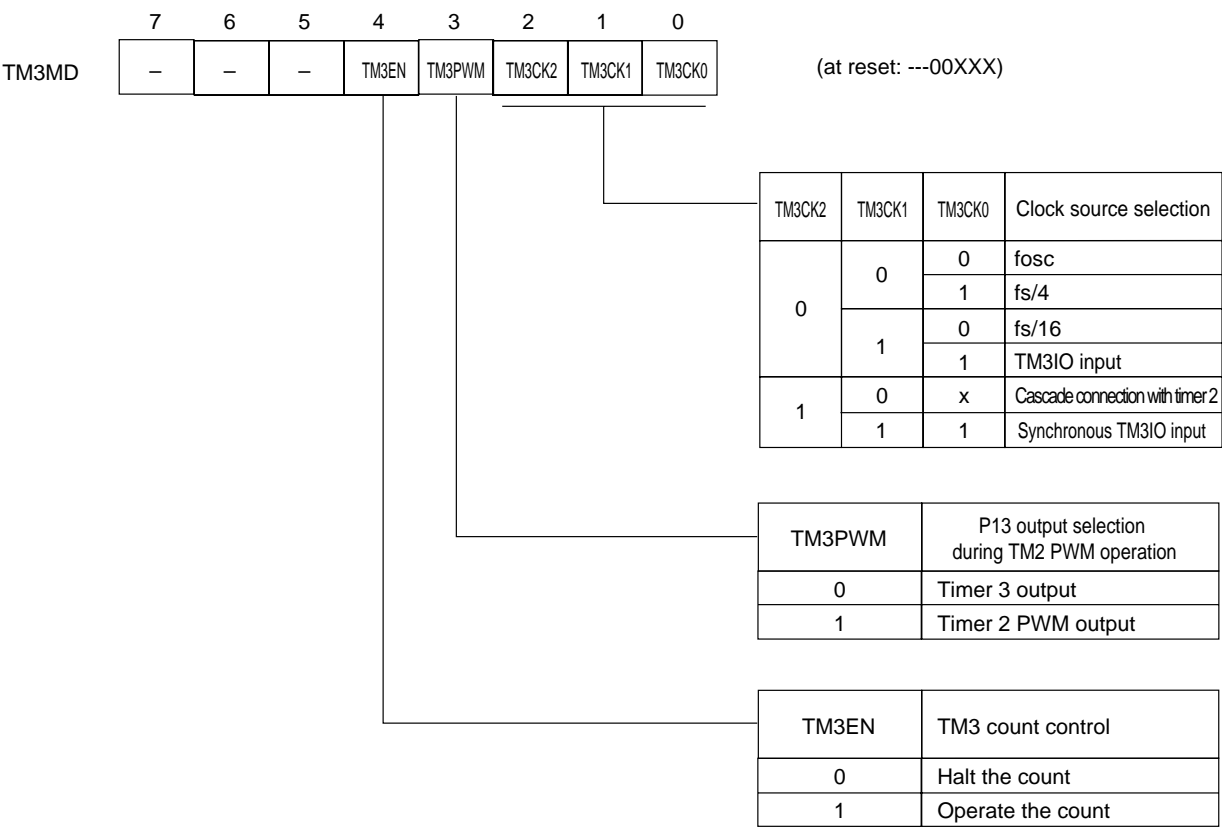 7 6 5 4 3 2 1 0
TM3MD – – – TM3EN TM3PWM TM3CK2 TM3CK1 TM3CK0 (at reset: ---00XXX)
TM3CK2 TM3CK1 TM3CK0 Clock source selection
0 0 0 fosc
1 fs/4
1 0 fs/16
1 TM3IO input
1 0 x Cascade connection with timer 2
1 1 Synchronous TM3IO input
TM3PWM P13 output selection
during TM2 PWM operation
0 Timer 3 output
1 Timer 2 PWM output
TM3EN TM3 count control
0 Halt the count
1 Operate the count